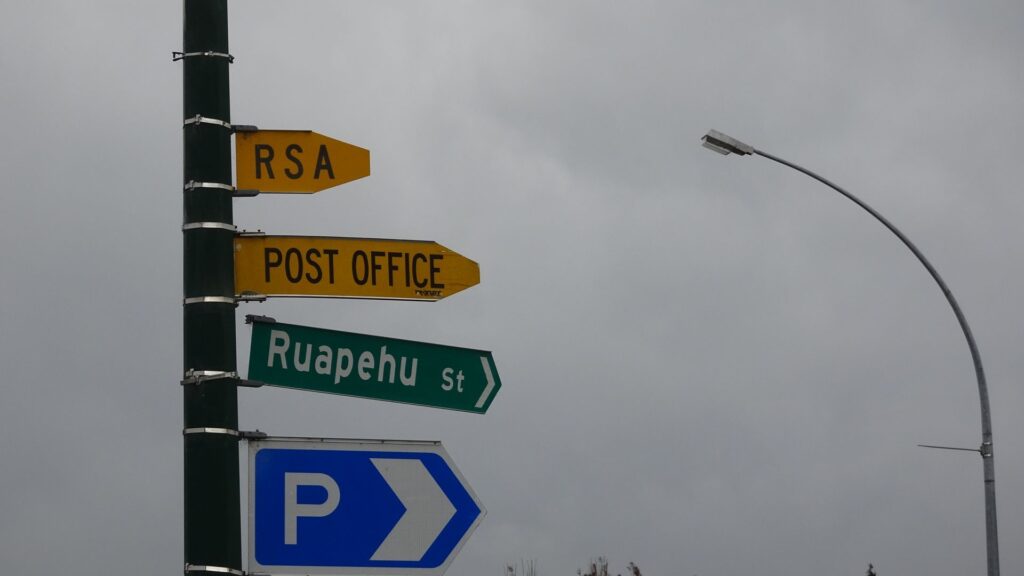 RSA
POST OFFICE
Ruapehu St
P